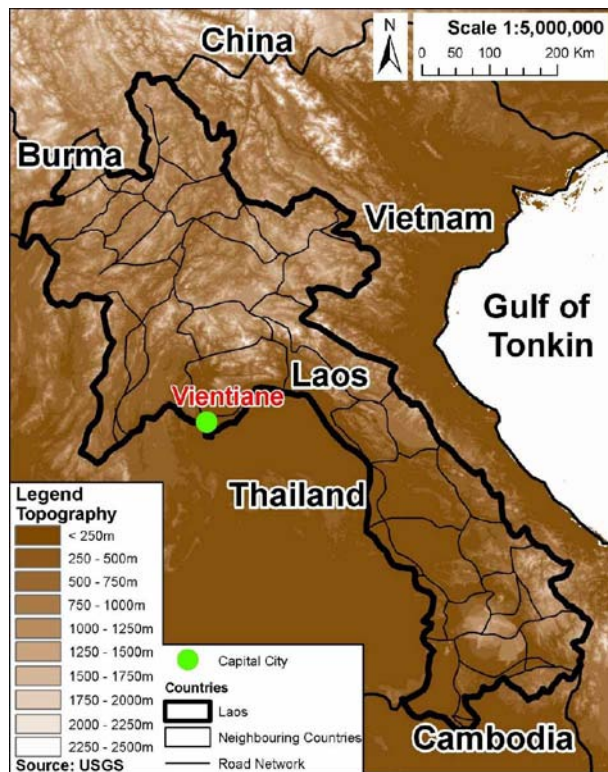 China
N
Scale 1:5,000,000
0 50 100 200 Km
Burma
Vietnam
Gulf of
Tonkin
Laos
Vientiane
Thailand
Legend
Topography
< 250m
250 - 500m
500 - 750m
750 - 1000m
1000 - 1250m
1250 - 1500m
1500 - 1750m
1750 - 2000m
2000 - 2250m
2250 - 2500m
Source: USGS
Capital City
Countries
Laos
Neighbouring Countries
Road Network
Cambodia